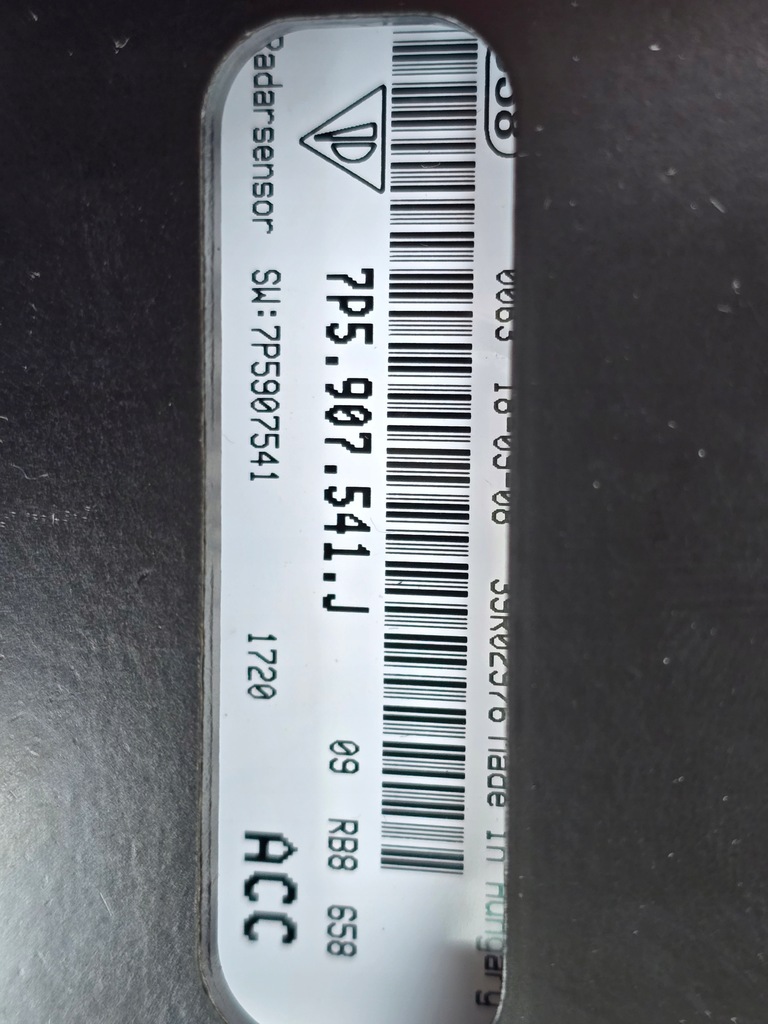 Made in Hungary
7P5.907.541.J 09 RB8 658
Radarsensor SW:7P5907541 1720 ACC